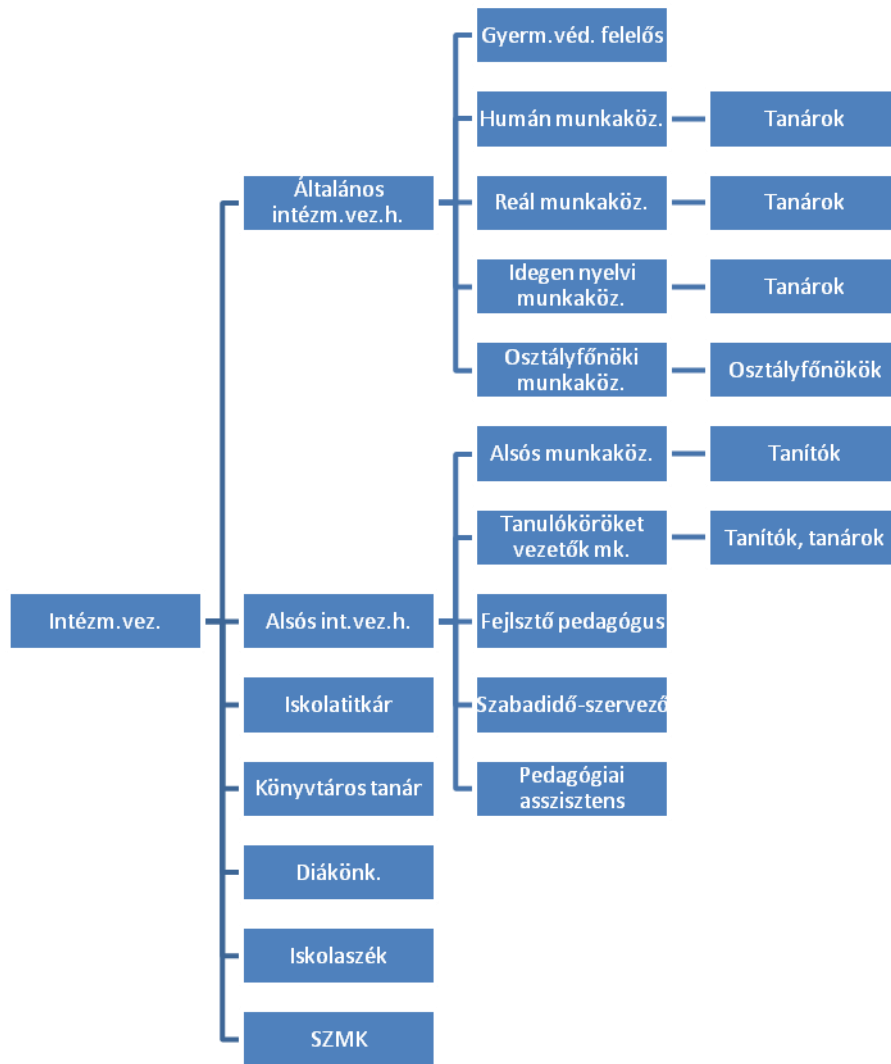 Gyerm.véd. felelős
Humán munkaköz.
Tanárok
Általános
intézm.vez.h.
Reál munkaköz.
Tanárok
Idegen nyelvi
munkaköz.
Tanárok
Osztályfőnöki
munkaköz.
Osztályfőnökök
Alsós munkaköz.
Tanítók
Tanulóköröket
vezetők mk.
Tanítók, tanárok
Intézm.vez.
Alsós int.vez.h.
Fejlsztő pedagógus
Iskolatitkár
Szabadidő-szervező
Könyvtáros tanár
Pedagógiai
asszisztens
Diákönk.
Iskolaszék
SZMK